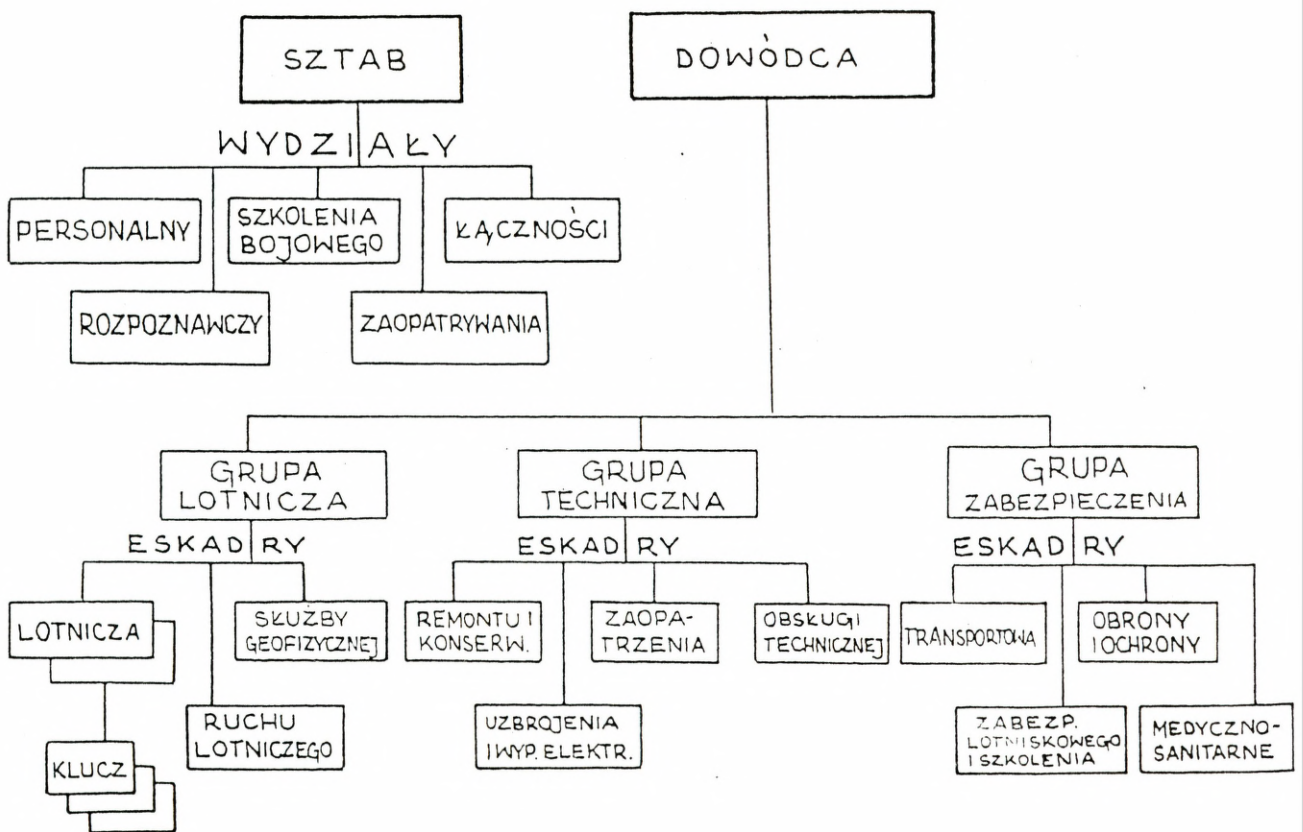 SZTAB
DOWÓDCA
WYDZIAŁY
PERSONALNY
SZKOLENIA
BOJOWEGO
ŁĄCZNOŚCI
ROZPOZNAWCZY
ZAOPATRYWANIA
GRUPA
LOTNICZA
GRUPA
TECHNICZNA
GRUPA
ZABEZPIECZENIA
ESKADRY
ESKADRY
ESKADRY
LOTNICZA
SŁUŻBY
GEOFIZYCZNEJ
REMONTU I
KONSERW.
ZAOPA-
TRZENIA
OBSŁUGI
TECHNICZNEJ
TRANSPORTOWA
OBRONY
I OCHRONY
KLUCZ
RUCHU
LOTNICZEGO
UZBROJENIA
I WYP. ELEKTR.
ZABEZP.
LOTNISKOWEGO
I SZKOLENIA
MEDYCZNO-
SANITARNE